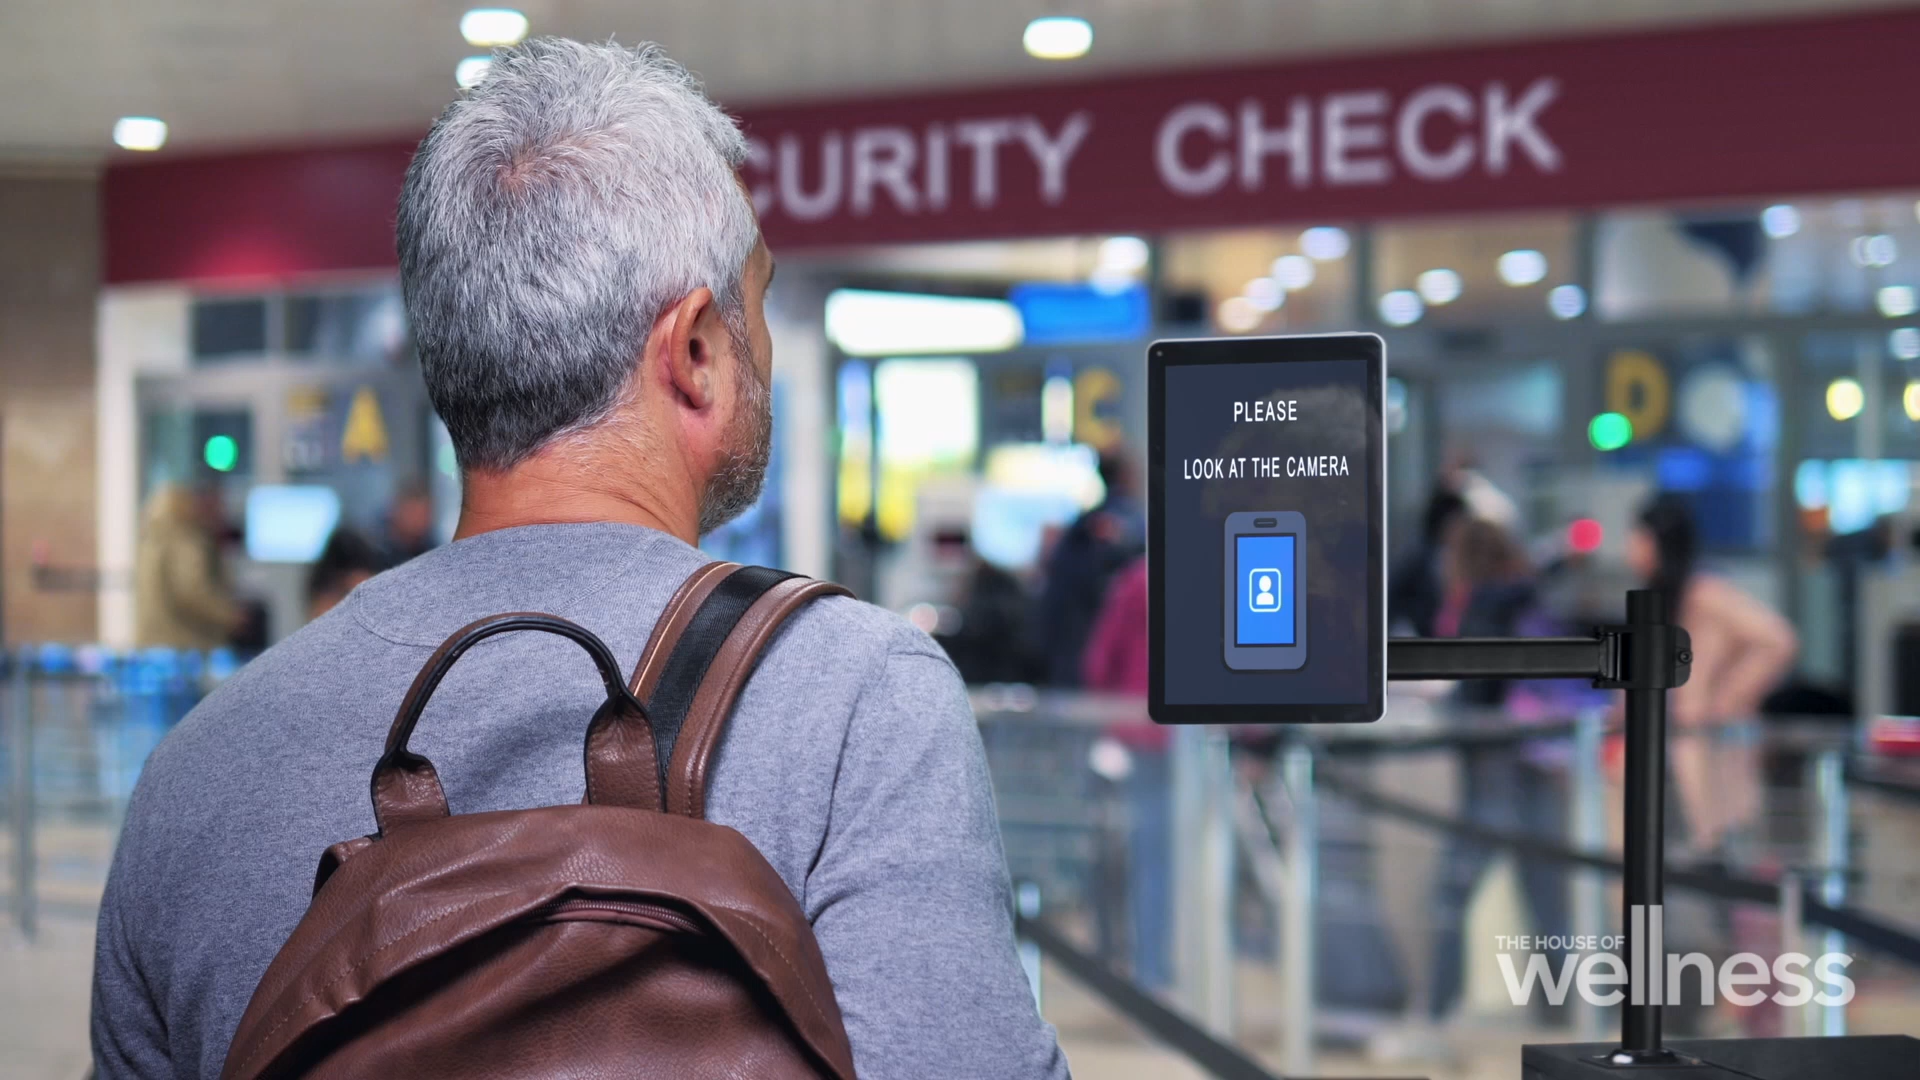 CURITY CHECK
A
C
D
PLEASE
LOOK AT THE CAMERA
THE HOUSE OF
wellness